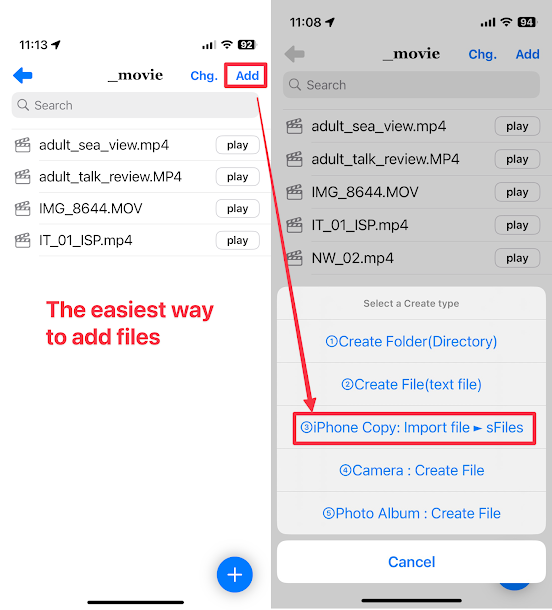 11:13
92
_movie
Chg.
Add
Search
adult_sea_view.mp4
play
adult_talk_review.MP4
play
IMG_8644.MOV
play
IT_01_ISP.mp4
play
The easiest way
to add files
+
11:08
94
_movie
Chg.
Add
Search
adult_sea_view.mp4
play
adult_talk_review.MP4
play
IMG_8644.MOV
play
IT_01_ISP.mp4
play
NW_02.mp4
play
Select a Create type
①Create Folder(Directory)
②Create File(text file)
③iPhone Copy: Import file ► sFiles
④Camera : Create File
⑤Photo Album : Create File
Cancel